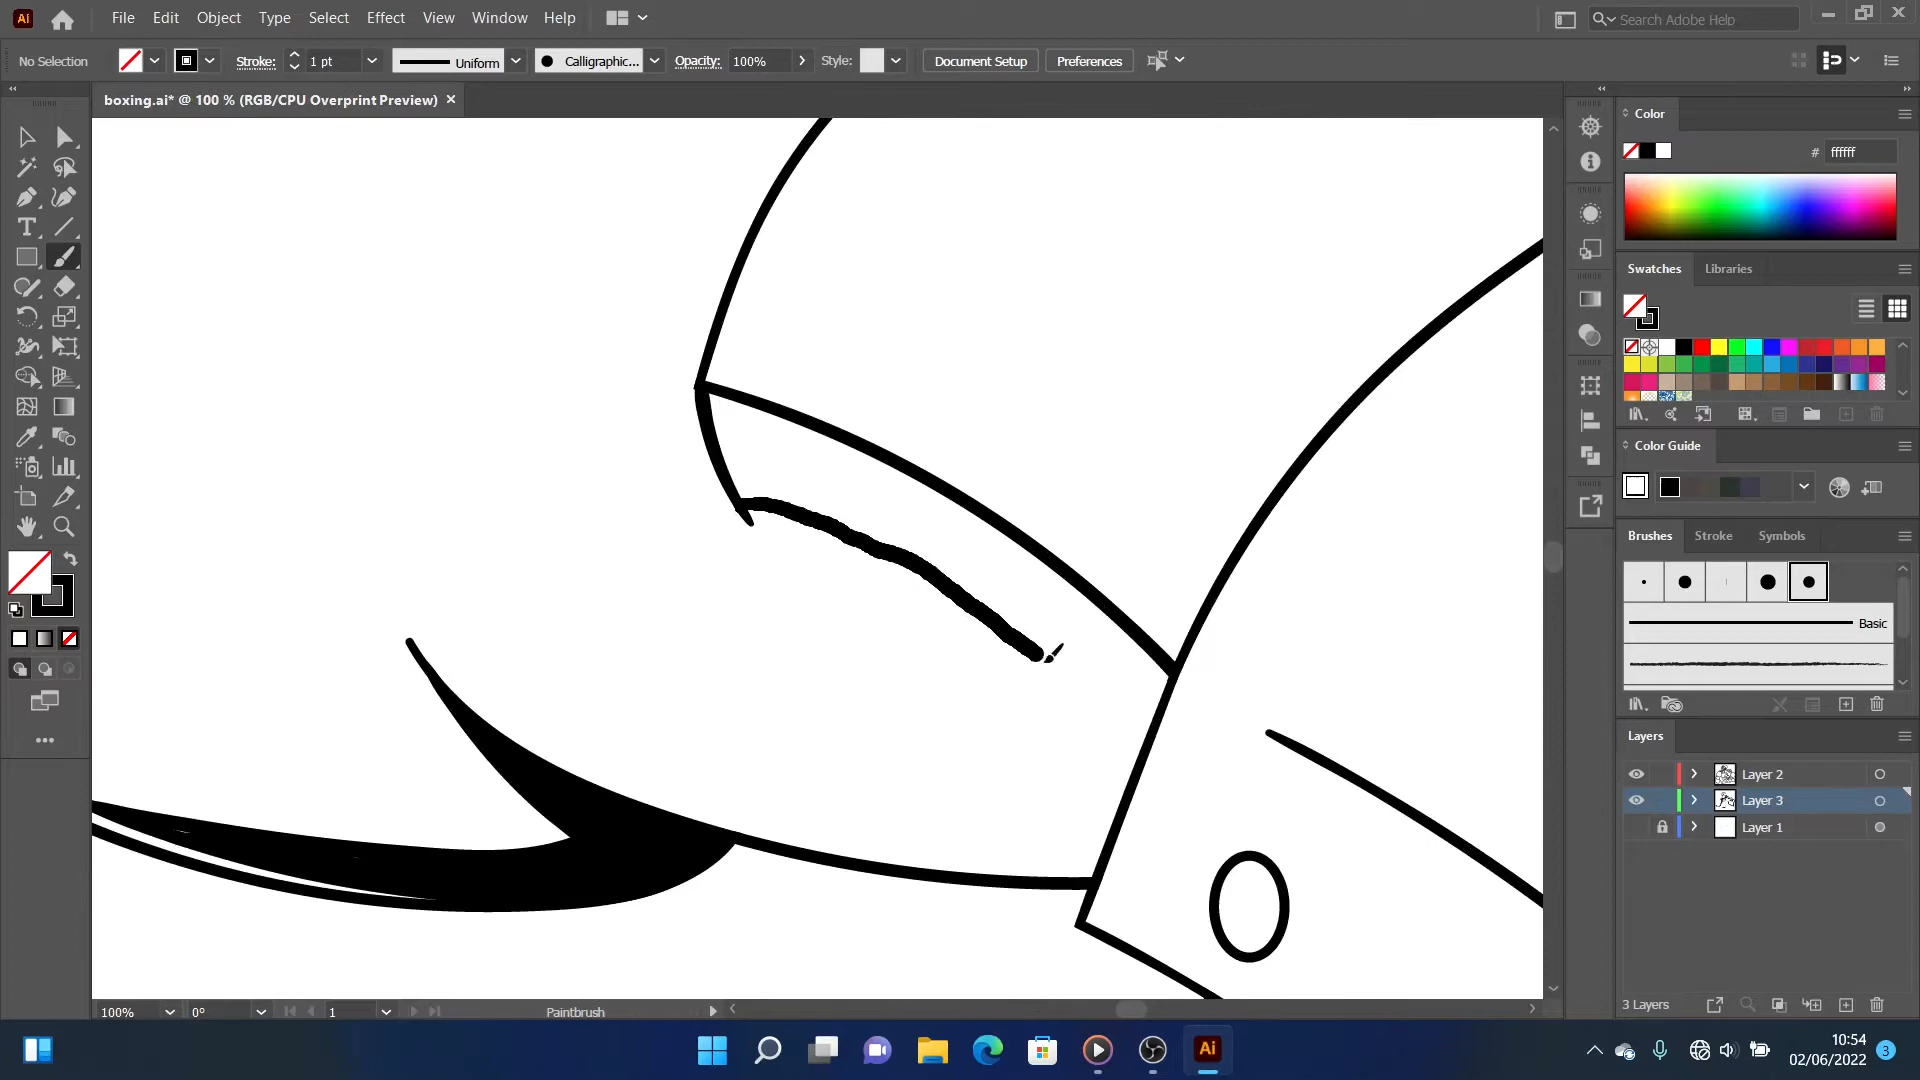 Ai File Edit Object Type Select Effect View Window Help Search Adobe Help
No Selection Stroke: 1 pt Uniform Calligraphic... Opacity: 100% Style: Document Setup Preferences
boxing.ai* @ 100 % (RGB/CPU Overprint Preview)
Color
# ffffff
Swatches Libraries
Color Guide
Brushes Stroke Symbols
Basic
Layers
Layer 2
Layer 3
Layer 1
3 Layers
100% 0° 1 Paintbrush
Ai
10:54
02/06/2022
3